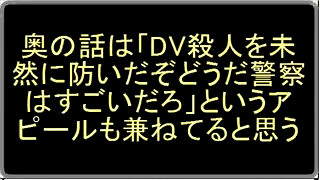 奥の話は「DV殺人を未
然に防いだぞどうだ警察
はすごいだろ」というア
ピールも兼ねてると思う